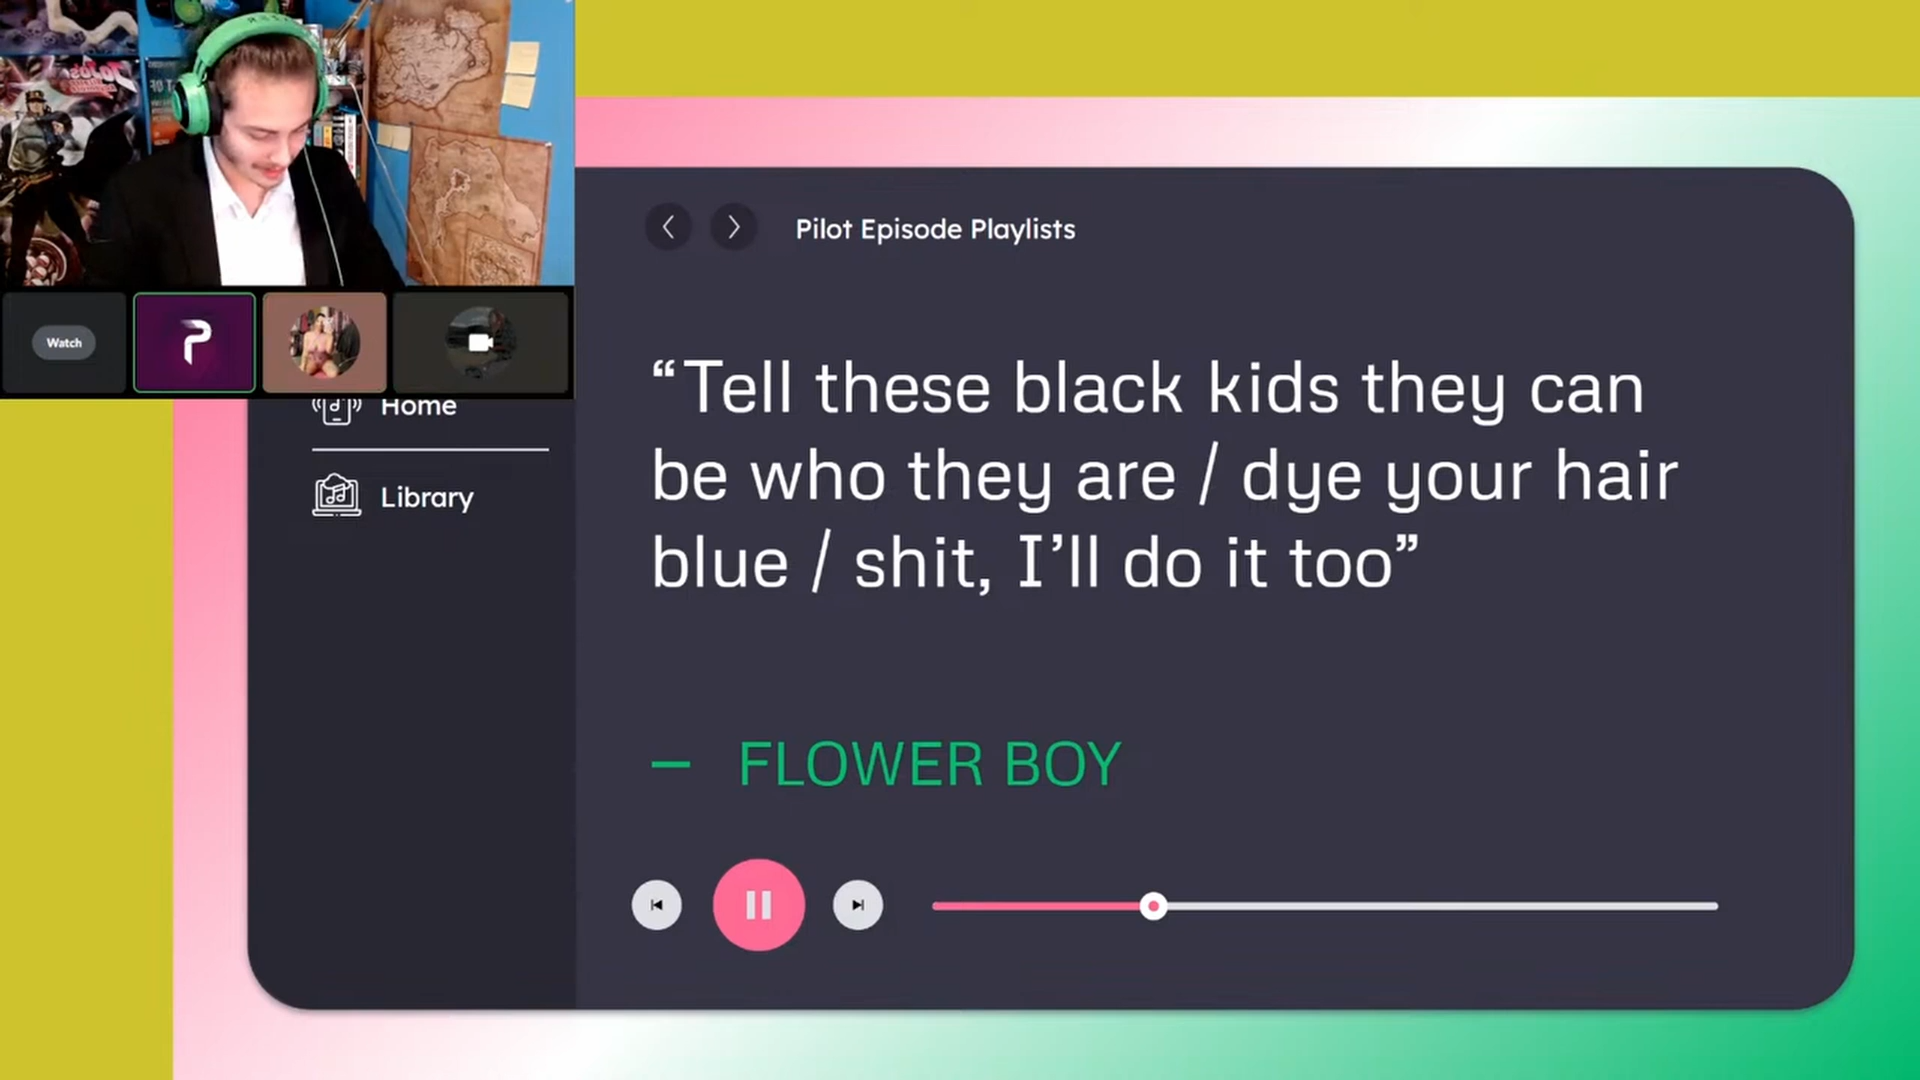 Watch
Home
Library
Pilot Episode Playlists
“Tell these black kids they can
be who they are / dye your hair
blue / shit, I’ll do it too”
– FLOWER BOY